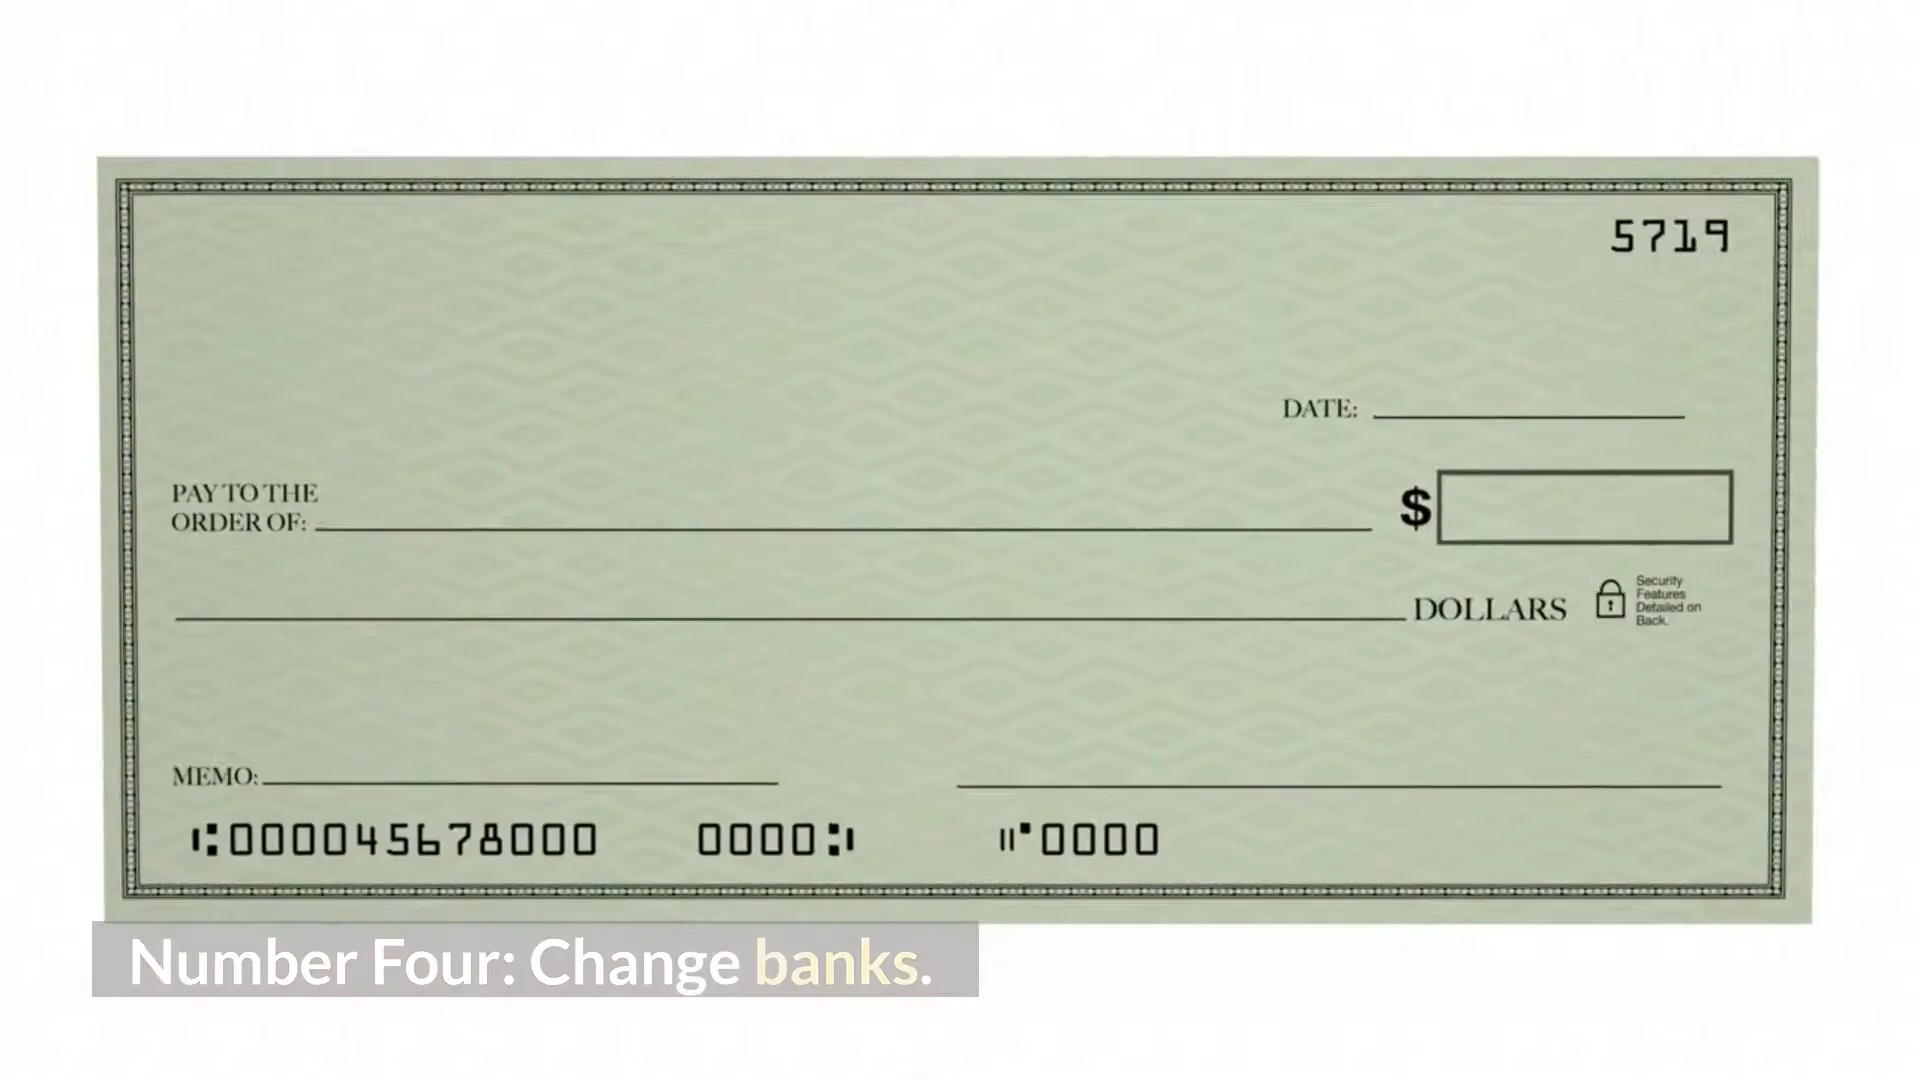 5719
DATE:
PAY TO THE
ORDER OF:
$
DOLLARS
Security
Features
Detailed on
Back.
MEMO:
⑆000045678000 0000⑆ ⑈0000
Number Four: Change banks.